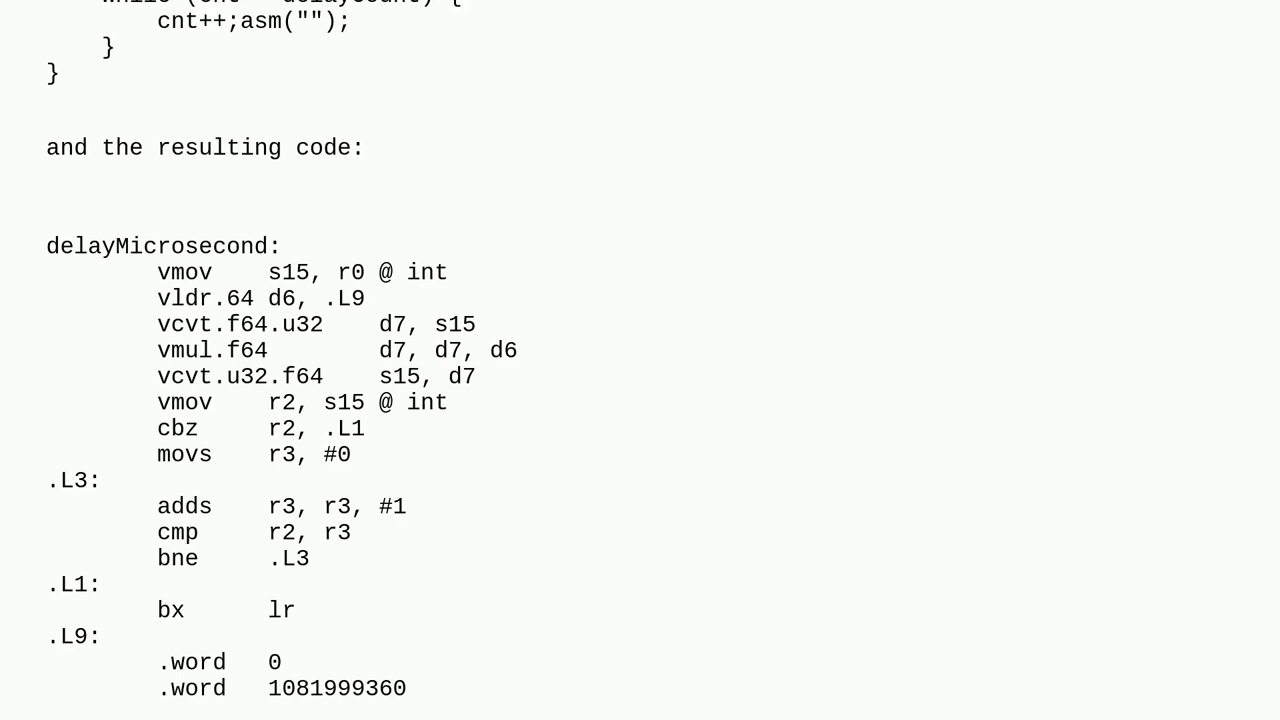 cnt++;asm("");
    }
}
and the resulting code:
delayMicrosecond:
        vmov    s15, r0 @ int
        vldr.64 d6, .L9
        vcvt.f64.u32    d7, s15
        vmul.f64        d7, d7, d6
        vcvt.u32.f64    s15, d7
        vmov    r2, s15 @ int
        cbz     r2, .L1
        movs    r3, #0
.L3:
        adds    r3, r3, #1
        cmp     r2, r3
        bne     .L3
.L1:
        bx      lr
.L9:
        .word   0
        .word   1081999360